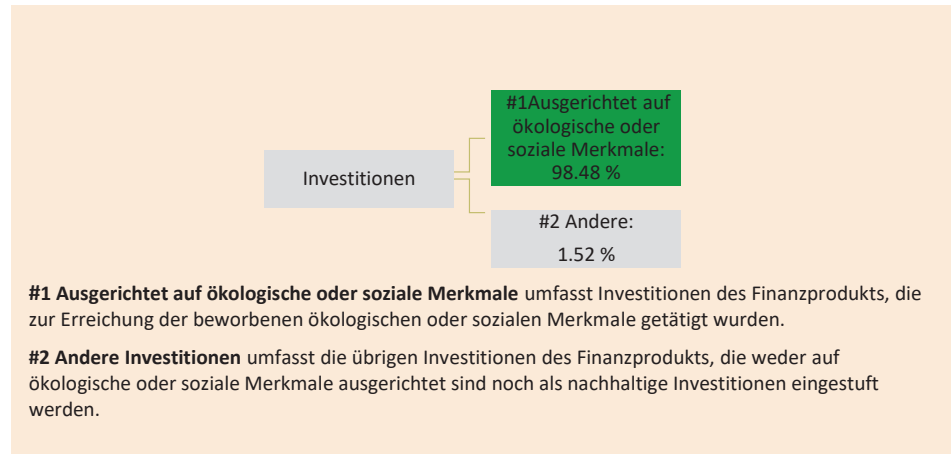 #1Ausgerichtet auf
ökologische oder
soziale Merkmale:
98.48 %
Investitionen
#2 Andere:
1.52 %
#1 Ausgerichtet auf ökologische oder soziale Merkmale umfasst Investitionen des Finanzprodukts, die
zur Erreichung der beworbenen ökologischen oder sozialen Merkmale getätigt wurden.
#2 Andere Investitionen umfasst die übrigen Investitionen des Finanzprodukts, die weder auf
ökologische oder soziale Merkmale ausgerichtet sind noch als nachhaltige Investitionen eingestuft
werden.